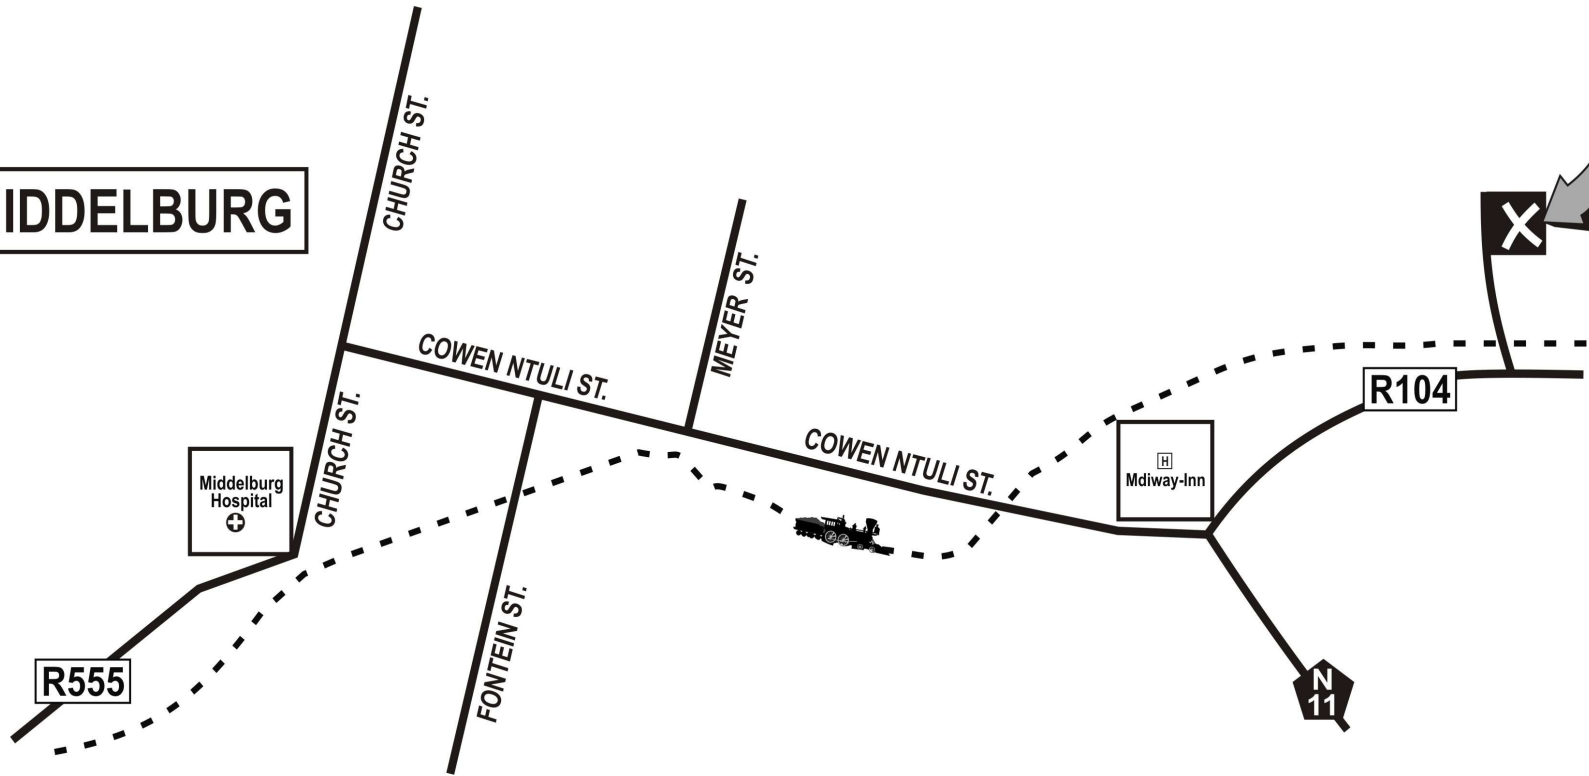 CHURCH ST.
IDDELBURG
MEYER ST.
COWEN NTULI ST.
R104
CHURCH ST.
COWEN NTULI ST.
H
Mdiway-Inn
Middelburg
Hospital
FONTEIN ST.
R555
N
11